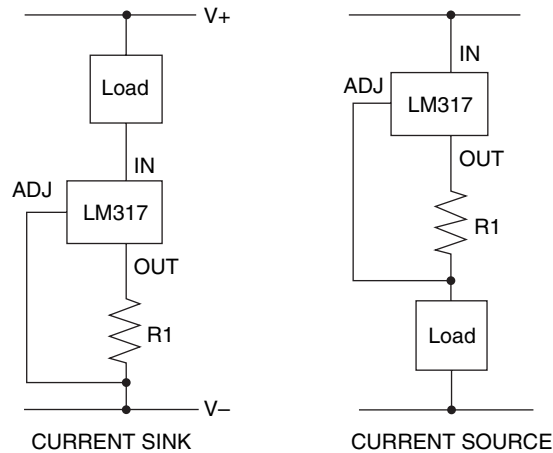 V+
Load
IN
ADJ
LM317
OUT
R1
V–
CURRENT SINK
IN
ADJ
LM317
OUT
R1
Load
CURRENT SOURCE